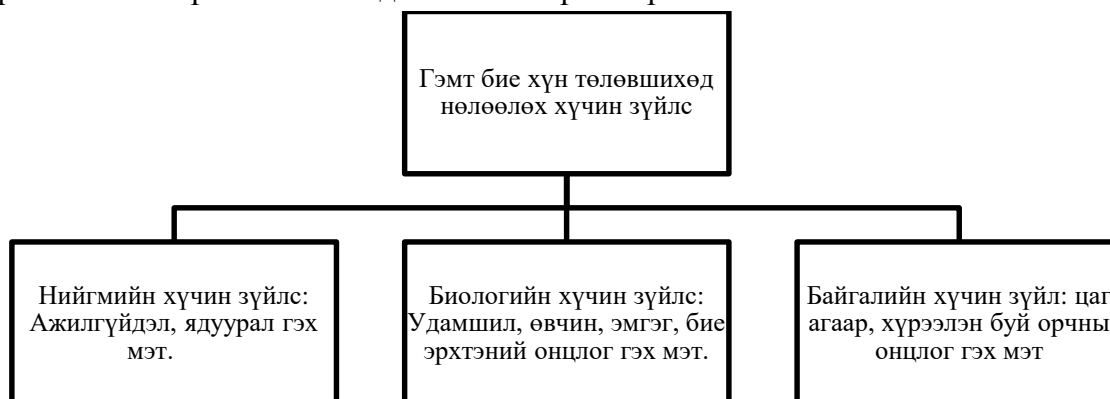 Гэмт бие хүн төлөвшихөд
нөлөөлөх хүчин зүйлс
Нийгмийн хүчин зүйлс:
Ажилгүйдэл, ядуурал гэх
мэт.
Биологийн хүчин зүйлс:
Удамшил, өвчин, эмгэг, бие
эрхтэний онцлог гэх мэт.
Байгалийн хүчин зүйл: цаг
агаар, хүрээлэн буй орчны
онцлог гэх мэт